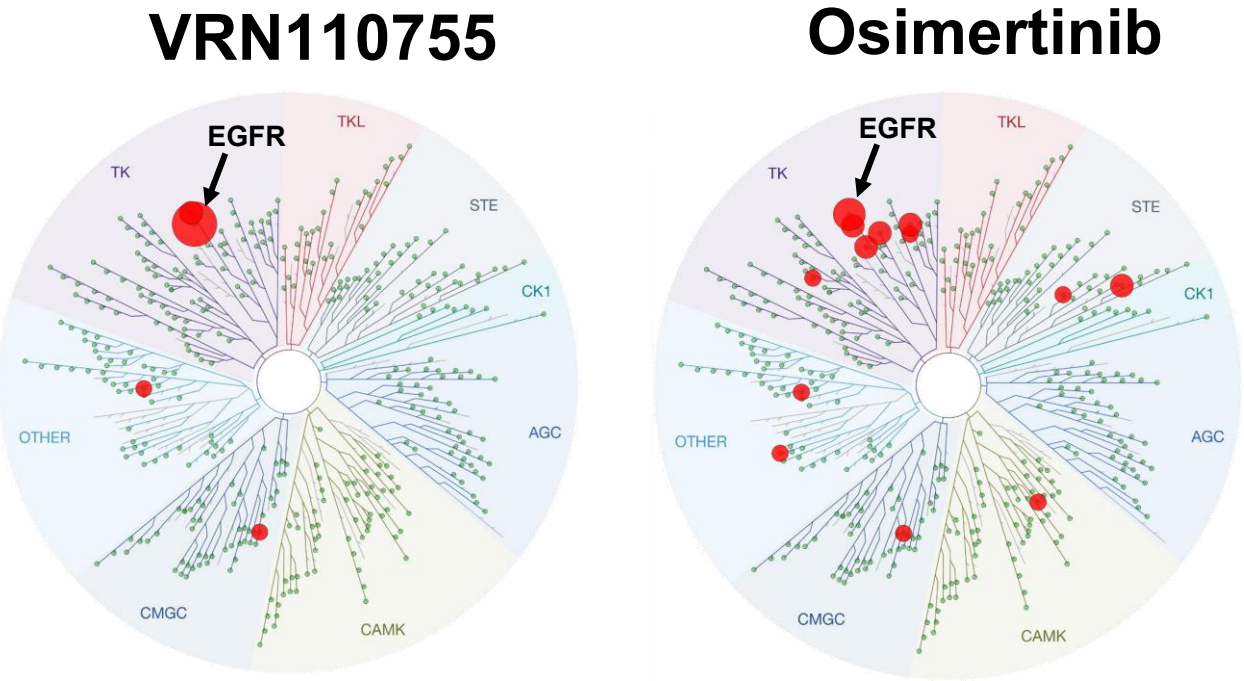 VRN110755
EGFR
TKL
TK
STE
CK1
AGC
OTHER
CMGC
CAMK
Osimertinib
EGFR
TKL
TK
STE
CK1
AGC
OTHER
CMGC
CAMK